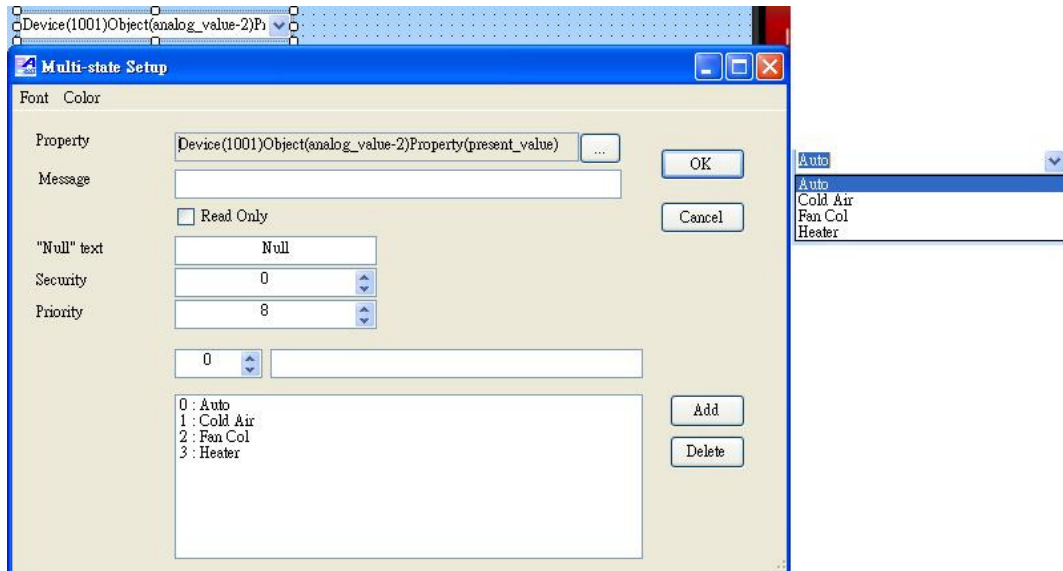 Device(1001)Object(analog_value-2)P
Multi-state Setup
Font Color
Property
Device(1001)Object(analog_value-2)Property(present_value)
...
OK
Message
Read Only
Cancel
"Null" text
Null
Security
0
Priority
8
0
0 : Auto
1 : Cold Air
2 : Fan Col
3 : Heater
Add
Delete
Auto
Auto
Cold Air
Fan Col
Heater